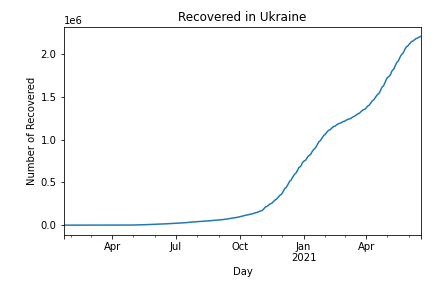 Recovered in Ukraine
1e6
2.0
1.5
1.0
0.5
0.0
Number of Recovered
Apr
Jul
Oct
Jan
2021
Apr
Day